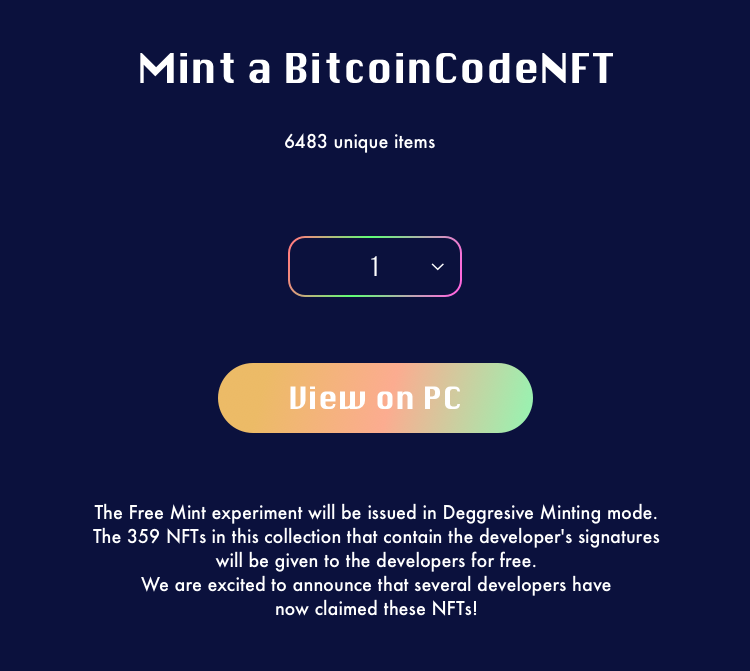 Mint a BitcoinCodeNFT
6483 unique items
1
View on PC
The Free Mint experiment will be issued in Deggresive Minting mode.
The 359 NFTs in this collection that contain the developer's signatures
will be given to the developers for free.
We are excited to announce that several developers have
now claimed these NFTs!